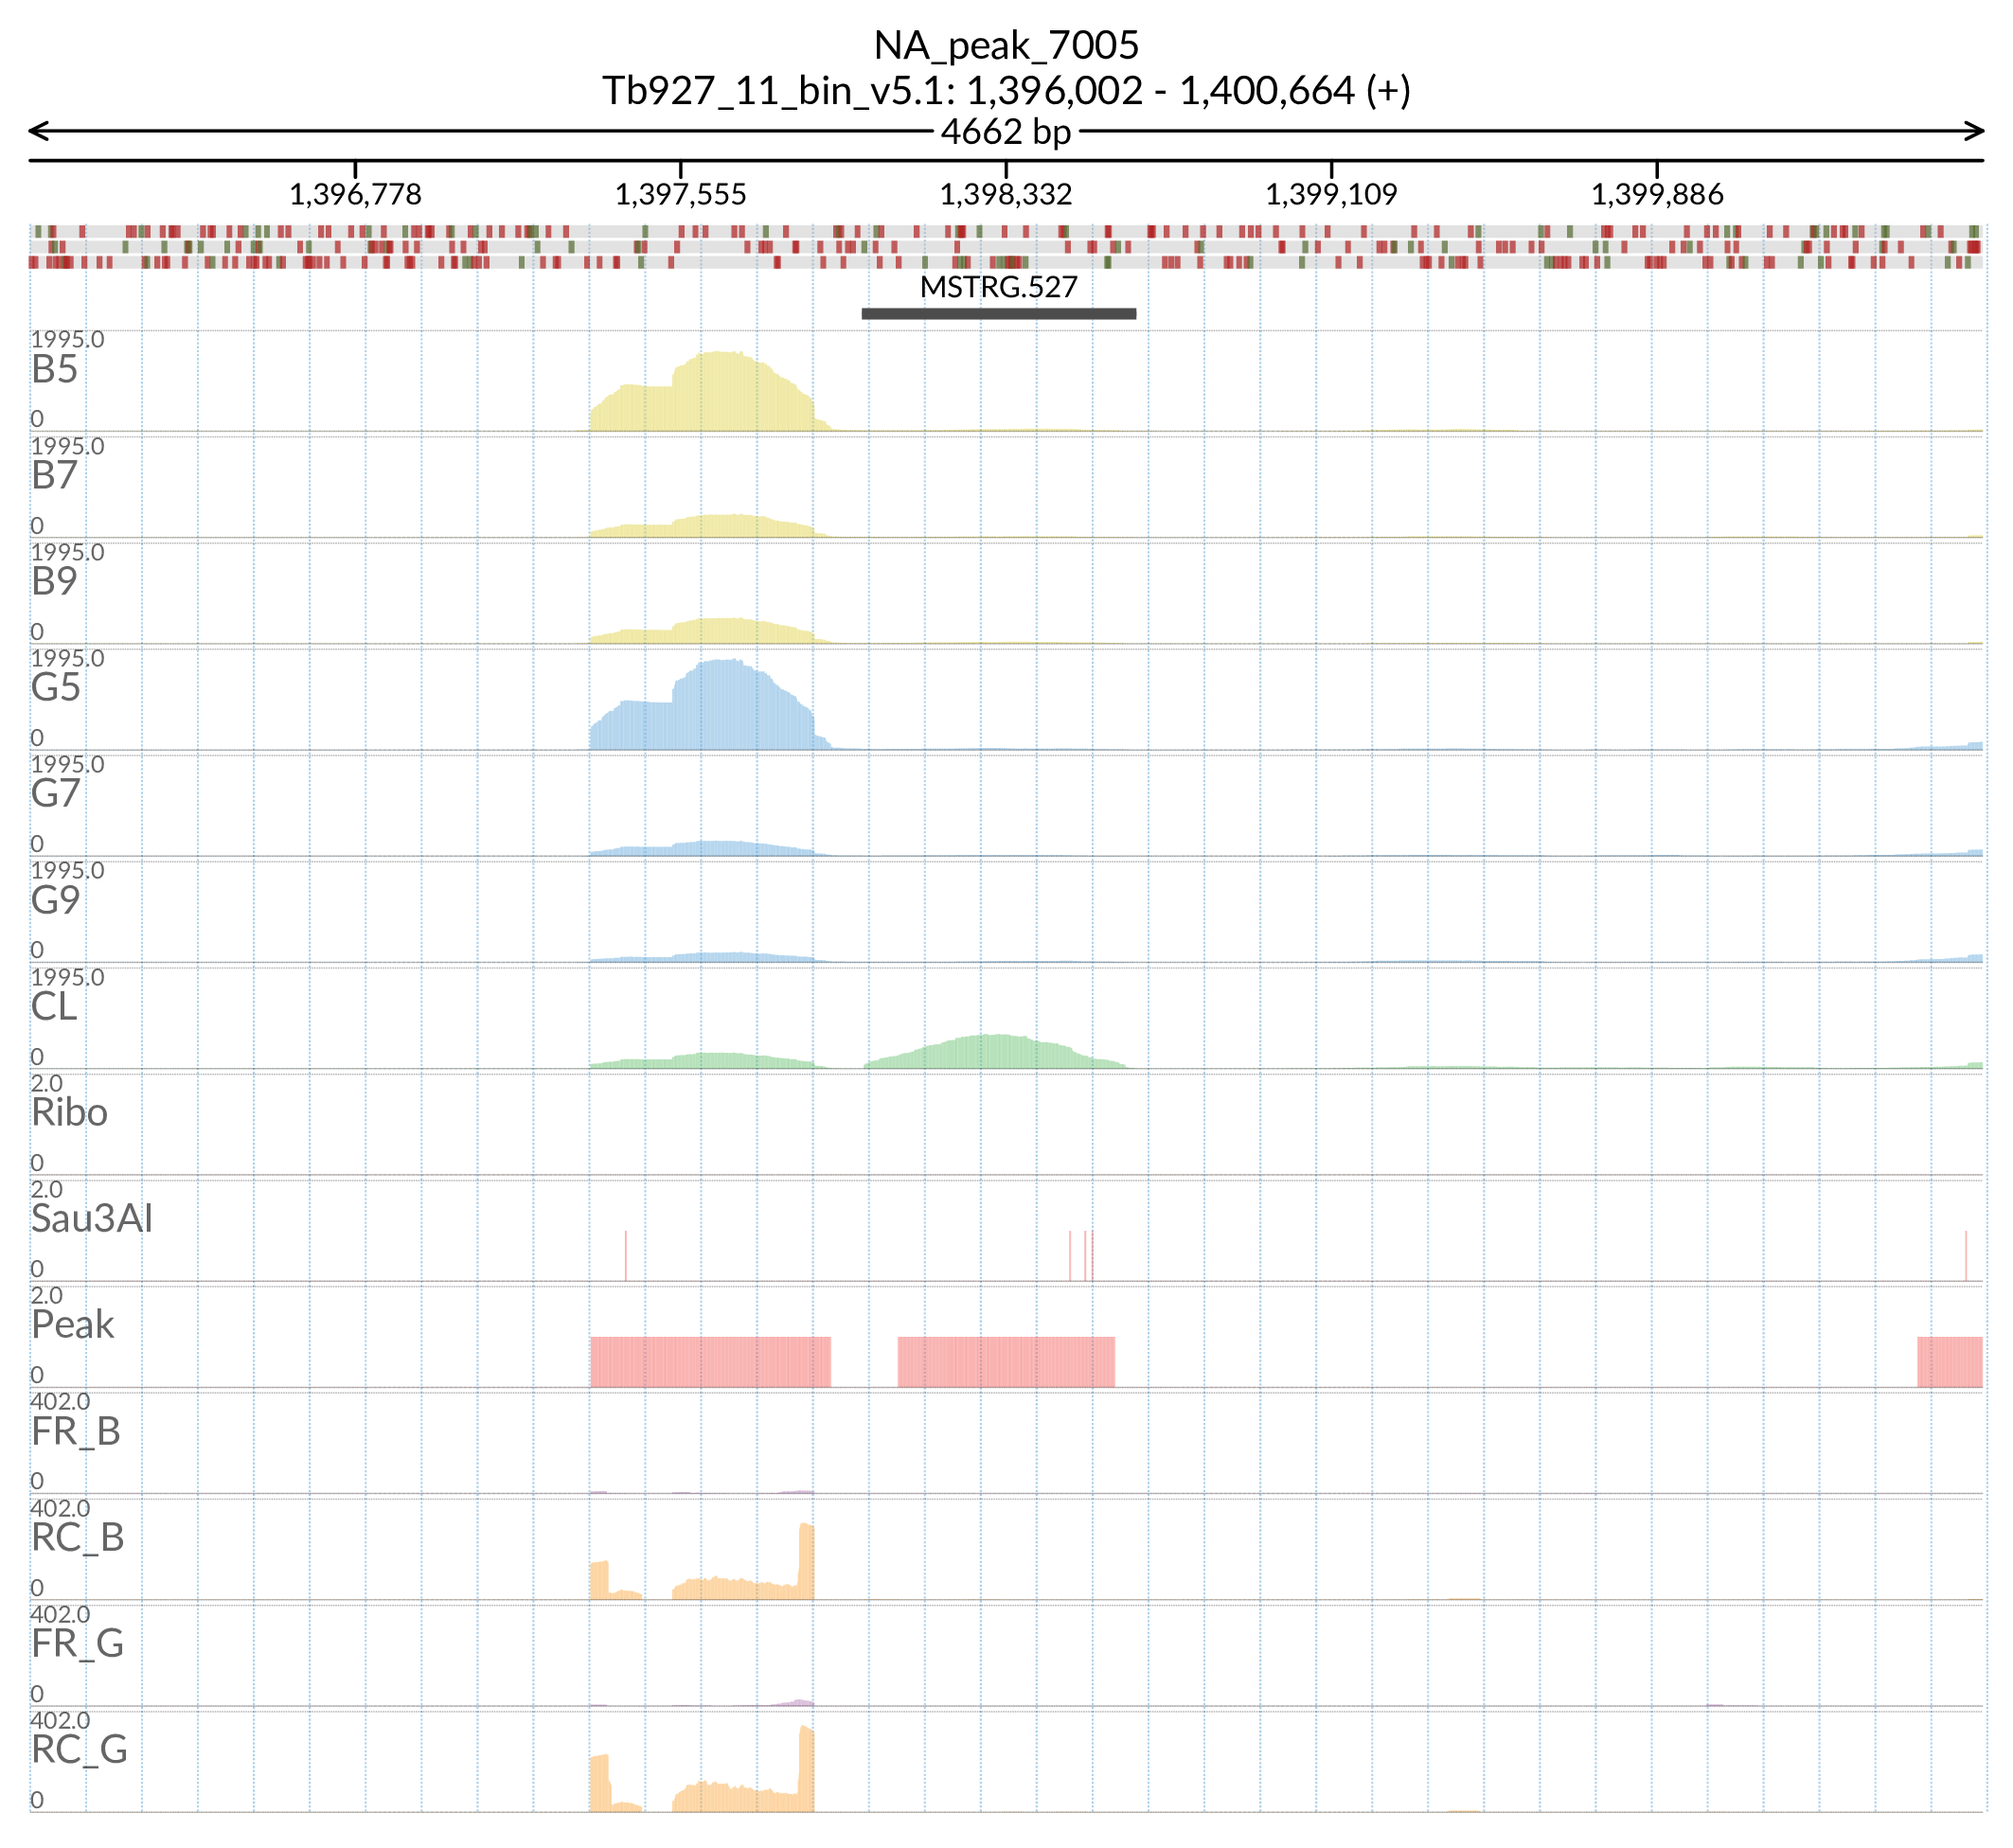 NA_peak_7005
Tb927_11_bin_v5.1: 1,396,002 - 1,400,664 (+)
4662 bp
1,396,778 1,397,555 1,398,332 1,399,109 1,399,886
MSTRG.527
1995.0
B5
0
1995.0
B7
0
1995.0
B9
0
1995.0
G5
0
1995.0
G7
0
1995.0
G9
0
1995.0
CL
0
2.0
Ribo
0
2.0
Sau3AI
0
2.0
Peak
0
402.0
FR_B
0
402.0
RC_B
0
402.0
FR_G
0
402.0
RC_G
0